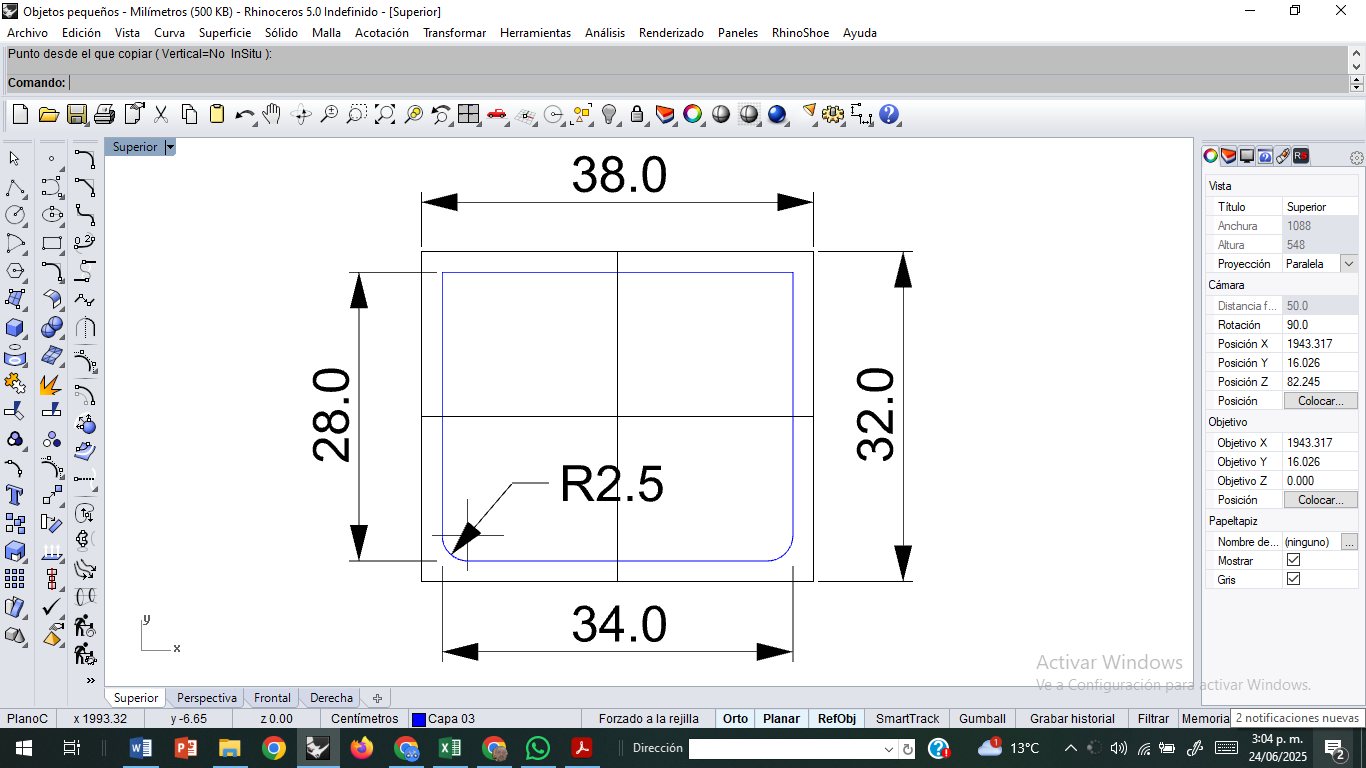 Objetos pequeños - Milímetros (500 KB) - Rhinoceros 5.0 Indefinido - [Superior]
Archivo Edición Vista Curva Superficie Sólido Malla Acotación Transformar Herramientas Análisis Renderizado Paneles RhinoShoe Ayuda
Punto desde el que copiar ( Vertical=No InSitu ):
Comando:
Superior
38.0
28.0
32.0
R2.5
34.0
y
x
Vista
Título Superior
Anchura 1088
Altura 548
Proyección Paralela
Cámara
Distancia f... 50.0
Rotación 90.0
Posición X 1943.317
Posición Y 16.026
Posición Z 82.245
Posición Colocar...
Objetivo
Objetivo X 1943.317
Objetivo Y 16.026
Objetivo Z 0.000
Posición Colocar...
Papeltapiz
Nombre de... (ninguno) ...
Mostrar
Gris
Activar Windows
Ve a Configuración para activar Windows.
Superior Perspectiva Frontal Derecha
PlanoC x 1993.32 y -6.65 z 0.00 Centímetros Capa 03 Forzado a la rejilla Orto Planar RefObj SmartTrack Gumball Grabar historial Filtrar Memoria
2 notificaciones nuevas
Dirección
1
13°C
3:04 p. m.
24/06/2025
2